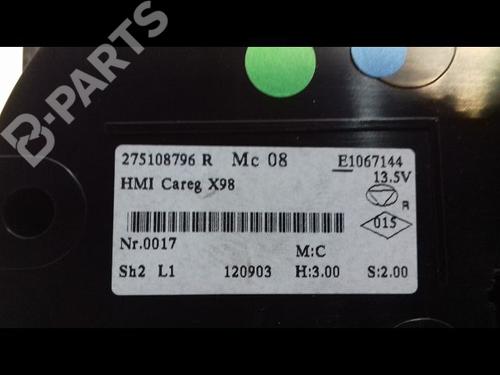 B-PARTS
275108796 R Mc 08 E1067144
HMI Careg X98 13.5V
R
015
Nr.0017
M:C
Sh2 L1 120903 H:3.00 S:2.00